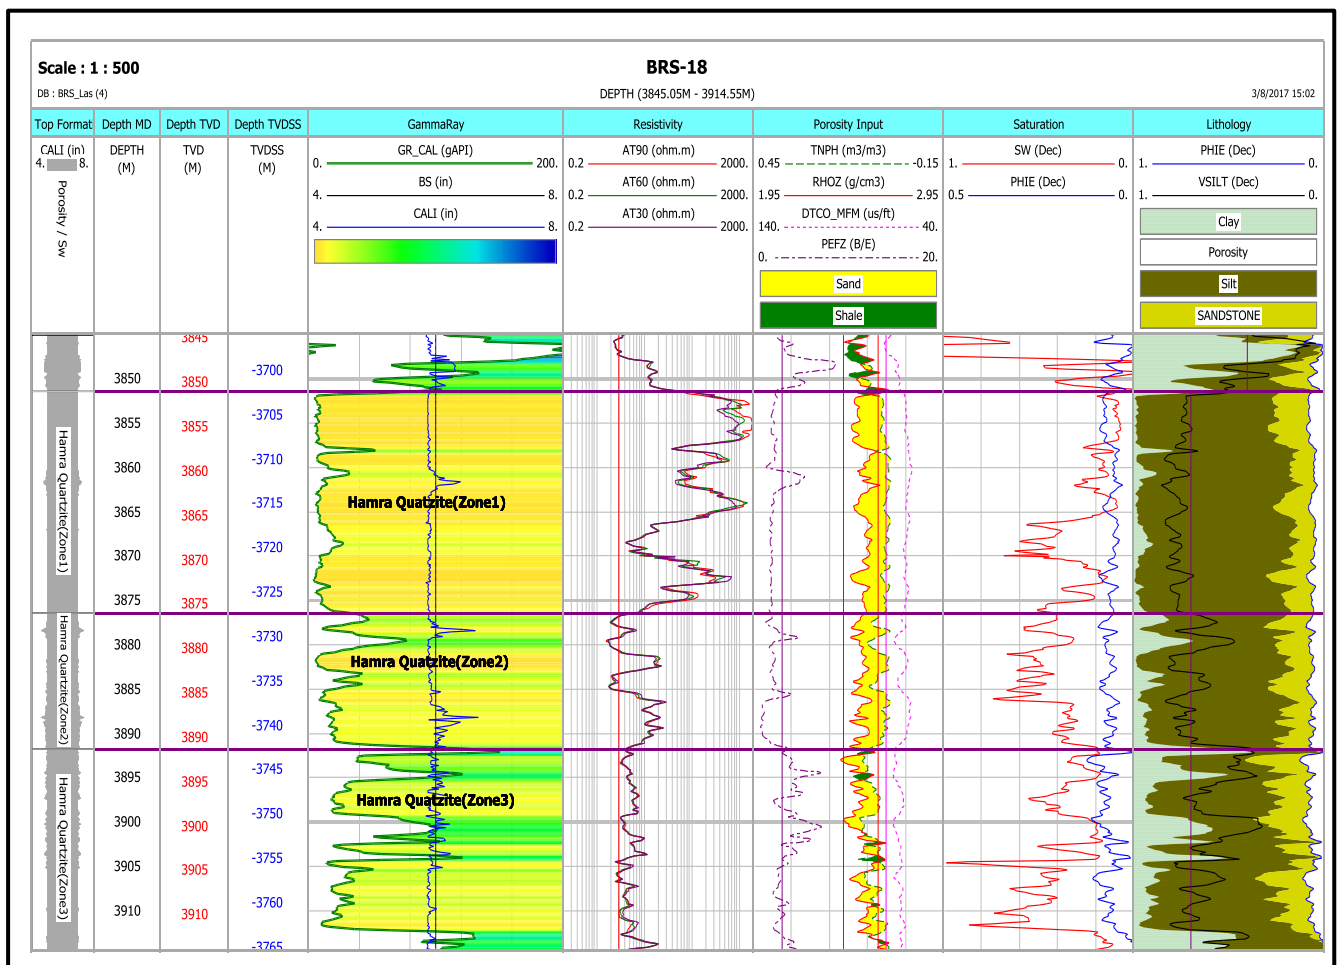 Scale : 1 : 500
BRS-18
DB : BRS_Las (4)
DEPTH (3845.05M - 3914.55M)
3/8/2017 15:02
Top Format
Depth MD
Depth TVD
Depth TVDSS
GammaRay
Resistivity
Porosity Input
Saturation
Lithology
CALI (in)
4. 8.
Porosity / Sw
DEPTH
(M)
TVD
(M)
TVDSS
(M)
GR_CAL (gAPI)
0. 200.
BS (in)
4. 8.
CALI (in)
4. 8.
AT90 (ohm.m)
0.2 2000.
AT60 (ohm.m)
0.2 2000.
AT30 (ohm.m)
0.2 2000.
TNPH (m3/m3)
0.45 -0.15
RHOZ (g/cm3)
1.95 2.95
DTCO_MFM (us/ft)
140. 40.
PEFZ (B/E)
0. 20.
Sand
Shale
SW (Dec)
1. 0.
PHIE (Dec)
0.5 0.
PHIE (Dec)
1. 0.
VSILT (Dec)
1. 0.
Clay
Porosity
Silt
SANDSTONE
Hamra Quartzite(Zone1)
Hamra Quartzite(Zone2)
Hamra Quartzite(Zone3)
3850
3855
3860
3865
3870
3875
3880
3885
3890
3895
3900
3905
3910
3845
3850
3855
3860
3865
3870
3875
3880
3885
3890
3895
3900
3905
3910
-3700
-3705
-3710
-3715
-3720
-3725
-3730
-3735
-3740
-3745
-3750
-3755
-3760
-3765
Hamra Quatzite(Zone1)
Hamra Quatzite(Zone2)
Hamra Quatzite(Zone3)